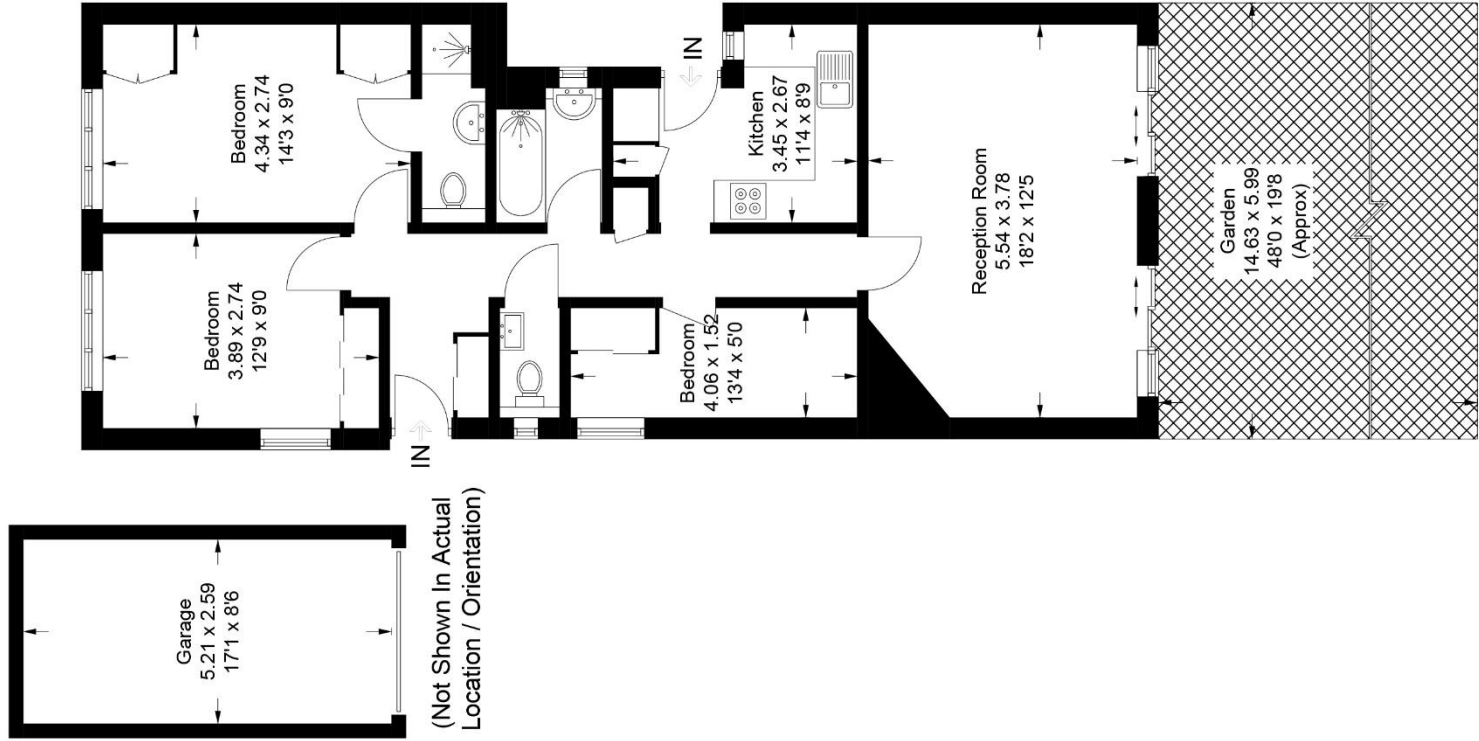 Garage
5.21 x 2.59
17'1 x 8'6
(Not Shown In Actual
Location / Orientation)
Bedroom
3.89 x 2.74
12'9 x 9'0
Bedroom
4.34 x 2.74
14'3 x 9'0
IN
Bedroom
4.06 x 1.52
13'4 x 5'0
IN
Kitchen
3.45 x 2.67
11'4 x 8'9
Reception Room
5.54 x 3.78
18'2 x 12'5
Garden
14.63 x 5.99
48'0 x 19'8
(Approx)